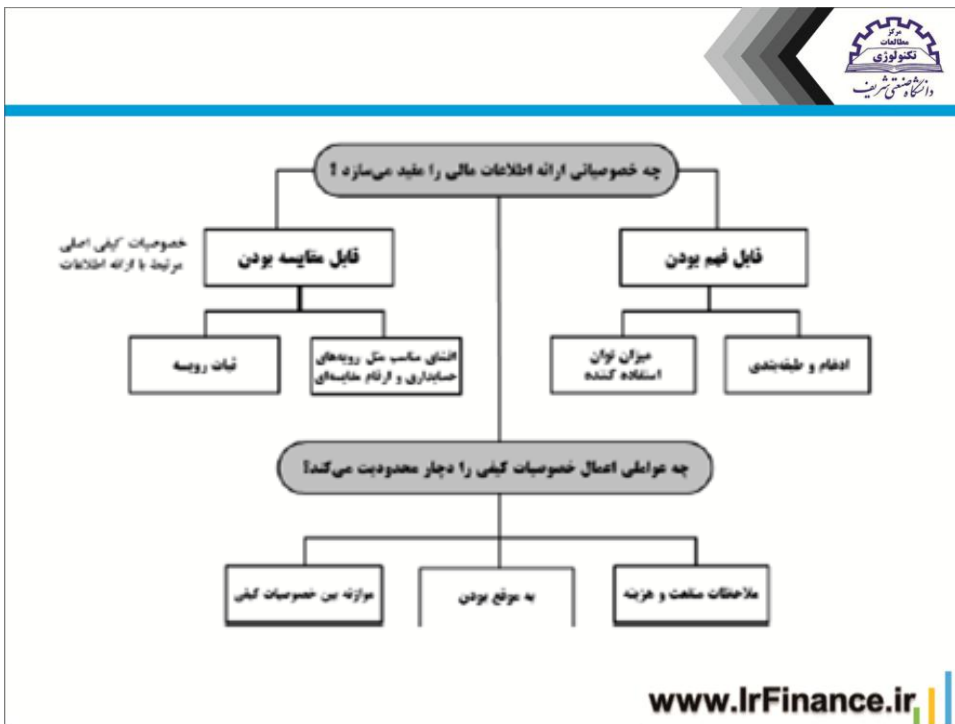 مرکز
مطالعات
تکنولوژی
دانشگاه صنعتی شریف
چه خصوصیاتی ارائه اطلاعات مالی را مفید می‌سازد ؟
قابل فهم بودن
قابل مقایسه بودن
خصوصیات کیفی اصلی
مرتبط با ارائه اطلاعات
ادغام و طبقه‌بندی
میزان توان
استفاده کننده
افشای مناسب مثل رویه‌های
حسابداری و ارقام مقایسه‌ای
ثبات رویسه
چه عواملی اعمال خصوصیات کیفی را دچار محدودیت می‌کند؟
ملاحظات منفعت و هزینه
به موقع بودن
موازنه بین خصوصیات کیفی
www.IrFinance.ir